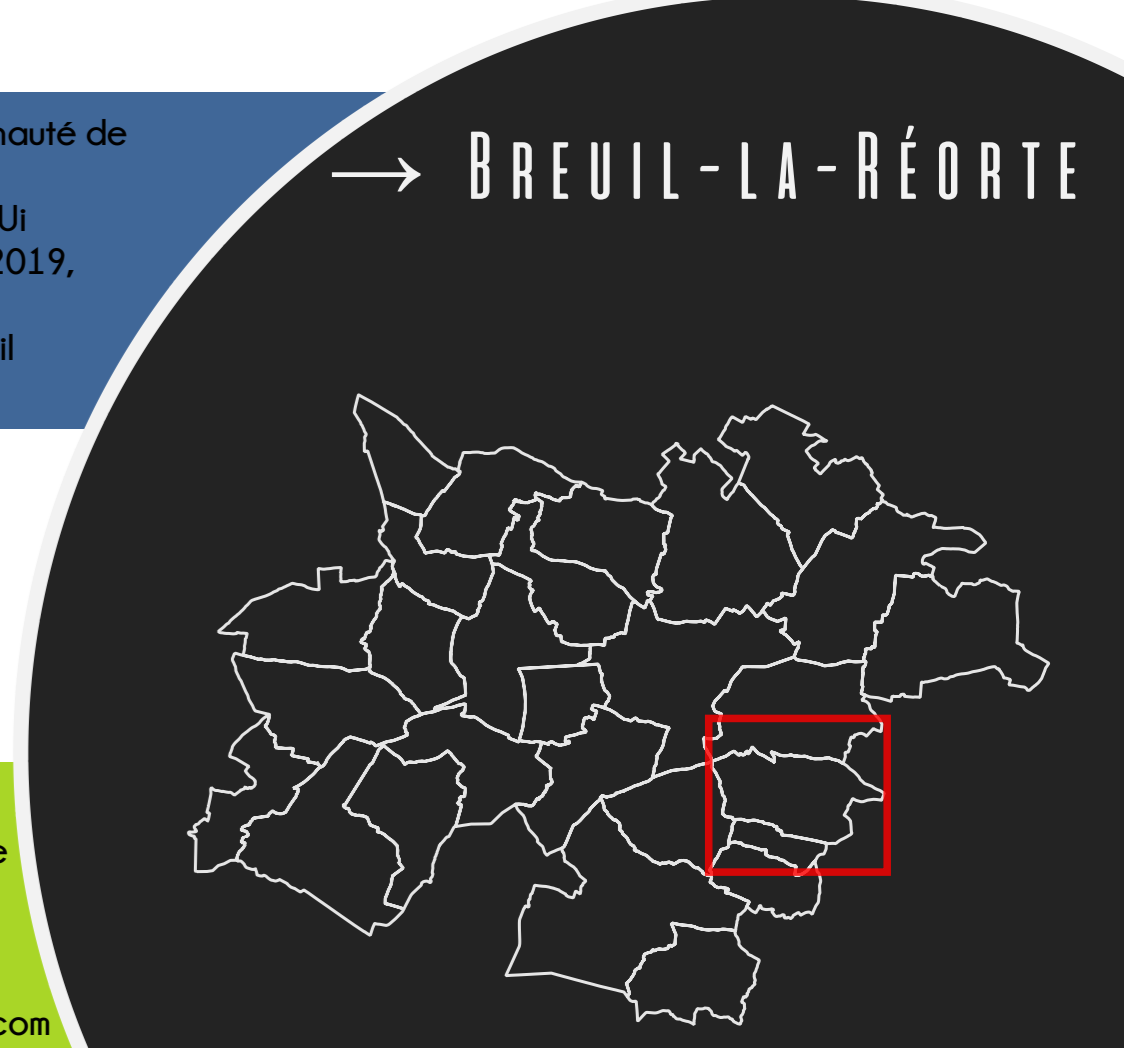 nauté de
Ui
2019,
il
→ BREUIL-LA-RÉORTE
e
com